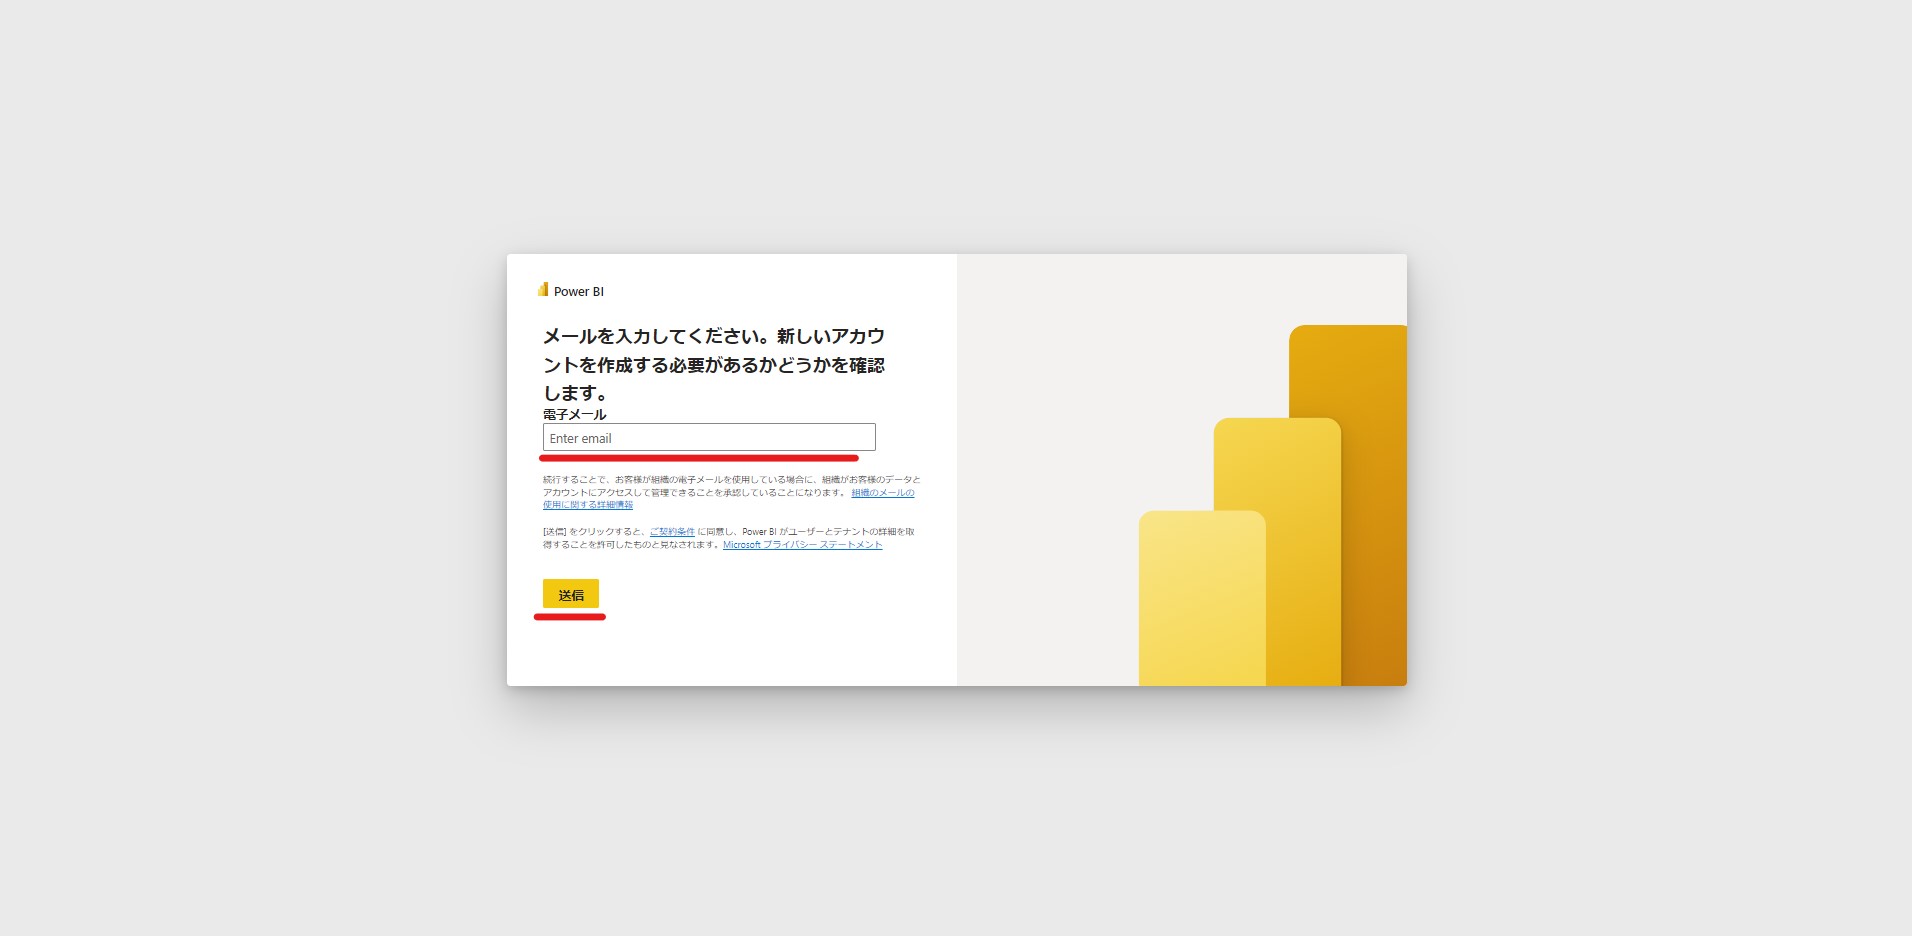 Power BI
メールを入力してください。新しいアカウ
ントを作成する必要があるかどうかを確認
します。
電子メール
Enter email
続行することで、お客様が組織の電子メールを使用している場合に、組織がお客様のデータと
アカウントにアクセスして管理できることを承認していることになります。 組織のメールの
使用に関する詳細情報
[送信] をクリックすると、ご契約条件 に同意し、Power BI がユーザーとテナントの詳細を取
得することを許可したものと見なされます。Microsoft プライバシー ステートメント
送信